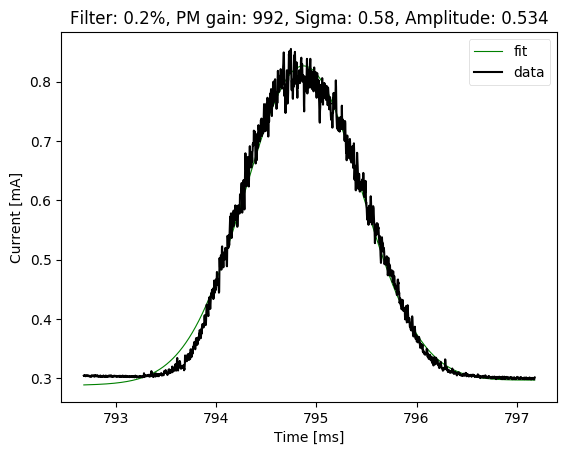 Filter: 0.2%, PM gain: 992, Sigma: 0.58, Amplitude: 0.534
fit
data
0.8
0.7
0.6
0.5
0.4
0.3
Current [mA]
793
794
795
796
797
Time [ms]